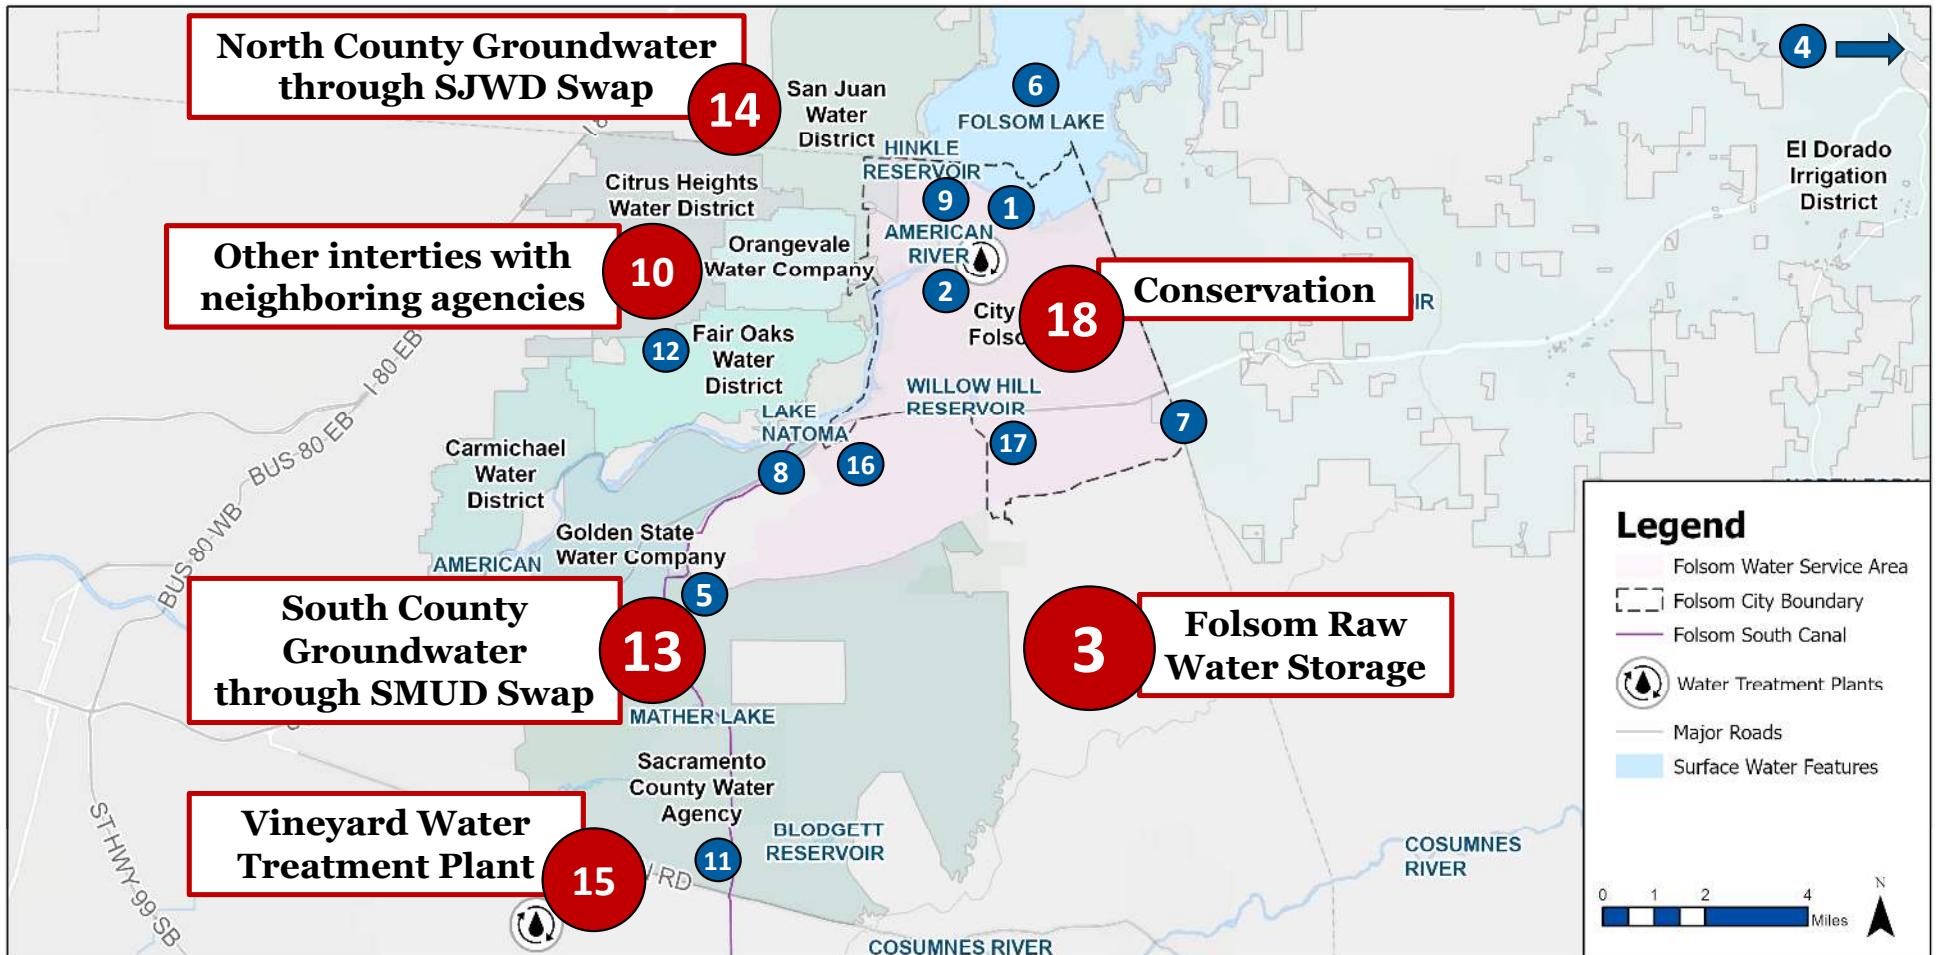 North County Groundwater
through SJWD Swap
14
San Juan
Water
District
6
FOLSOM LAKE
4
El Dorado
Irrigation
District
HINKLE
RESERVOIR
9
1
AMERICAN
RIVER
2
Citrus Heights
Water District
Orangevale
Water Company
Other interties with
neighboring agencies
10
City
Folso
18
Conservation
IR
12
Fair Oaks
Water
District
I 80 EB
BUS 80 EB
BUS 80 WB
WILLOW HILL
RESERVOIR
LAKE
NATOMA
7
17
16
8
Carmichael
Water
District
Golden State
Water Company
AMERICAN
5
South County
Groundwater
through SMUD Swap
13
3
Folsom Raw
Water Storage
MATHER LAKE
Sacramento
County Water
Agency
Vineyard Water
Treatment Plant
15
11
RD
BLODGETT
RESERVOIR
ST HWY 99 SB
COSUMNES
RIVER
COSUMNES RIVER
Legend
Folsom Water Service Area
Folsom City Boundary
Folsom South Canal
Water Treatment Plants
Major Roads
Surface Water Features
0 1 2 4
Miles
N